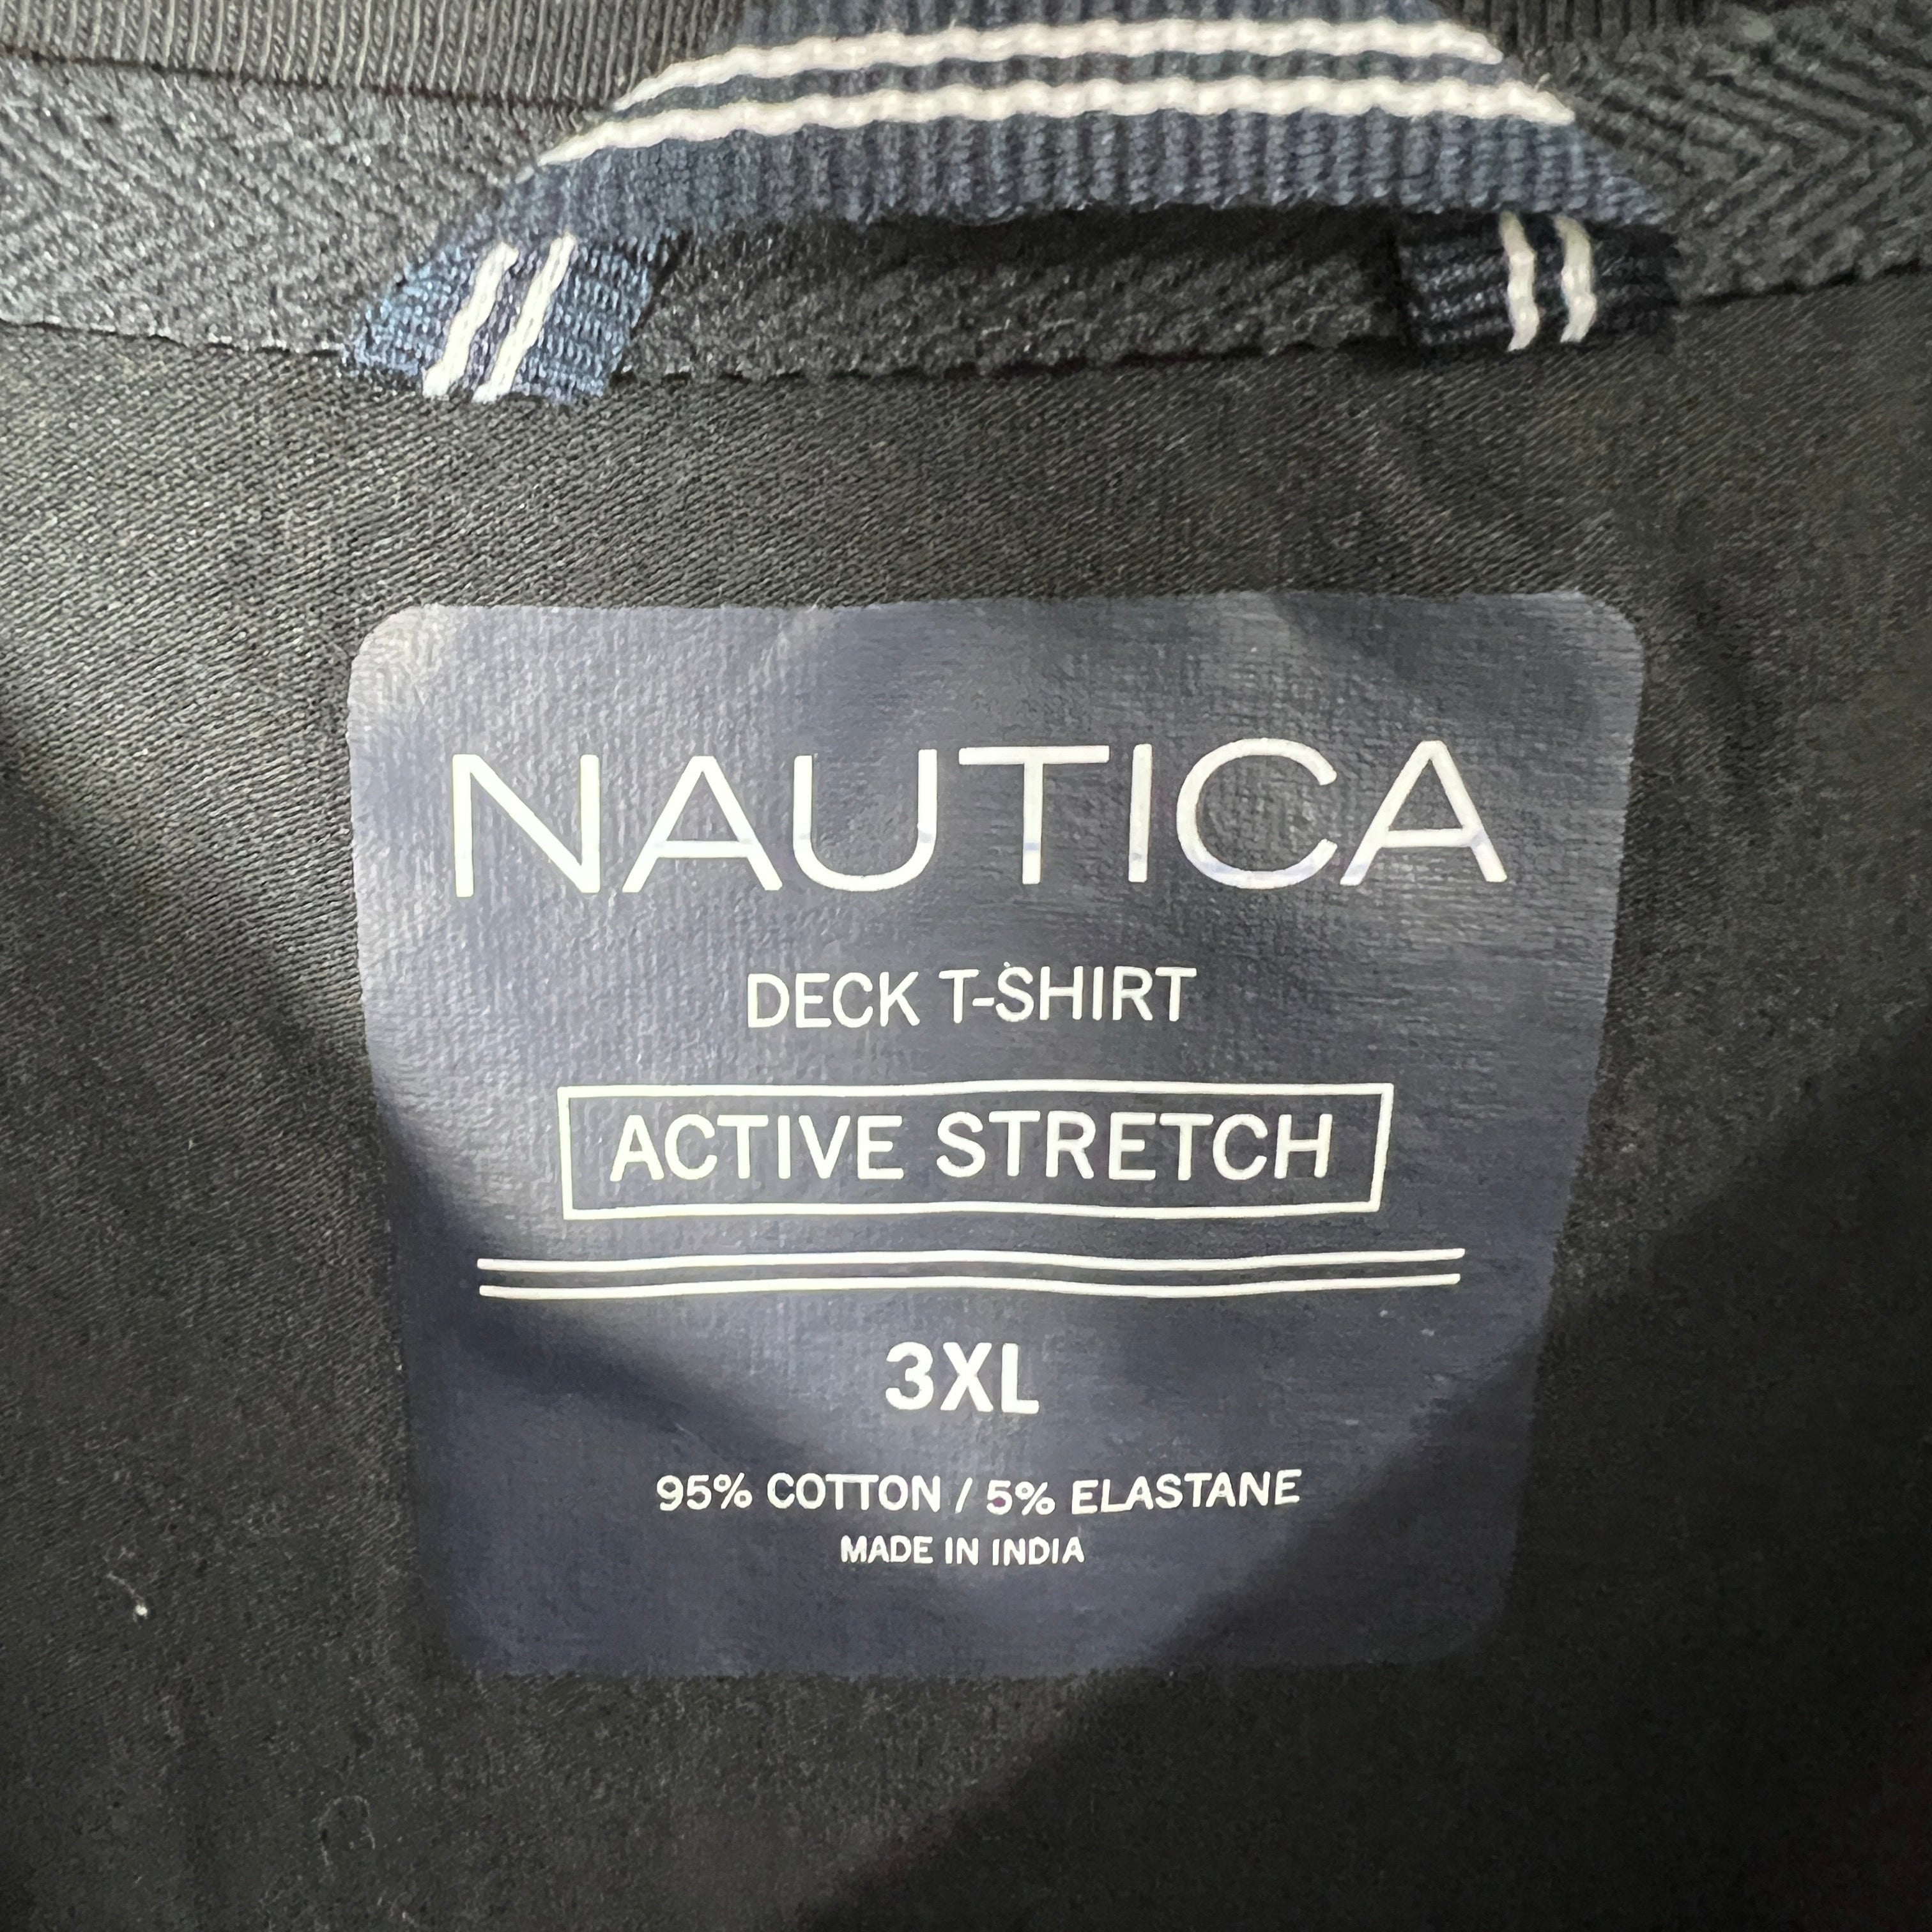 NAUTICA
DECK T-SHIRT
ACTIVE STRETCH
3XL
95% COTTON / 5% ELASTANE
MADE IN INDIA